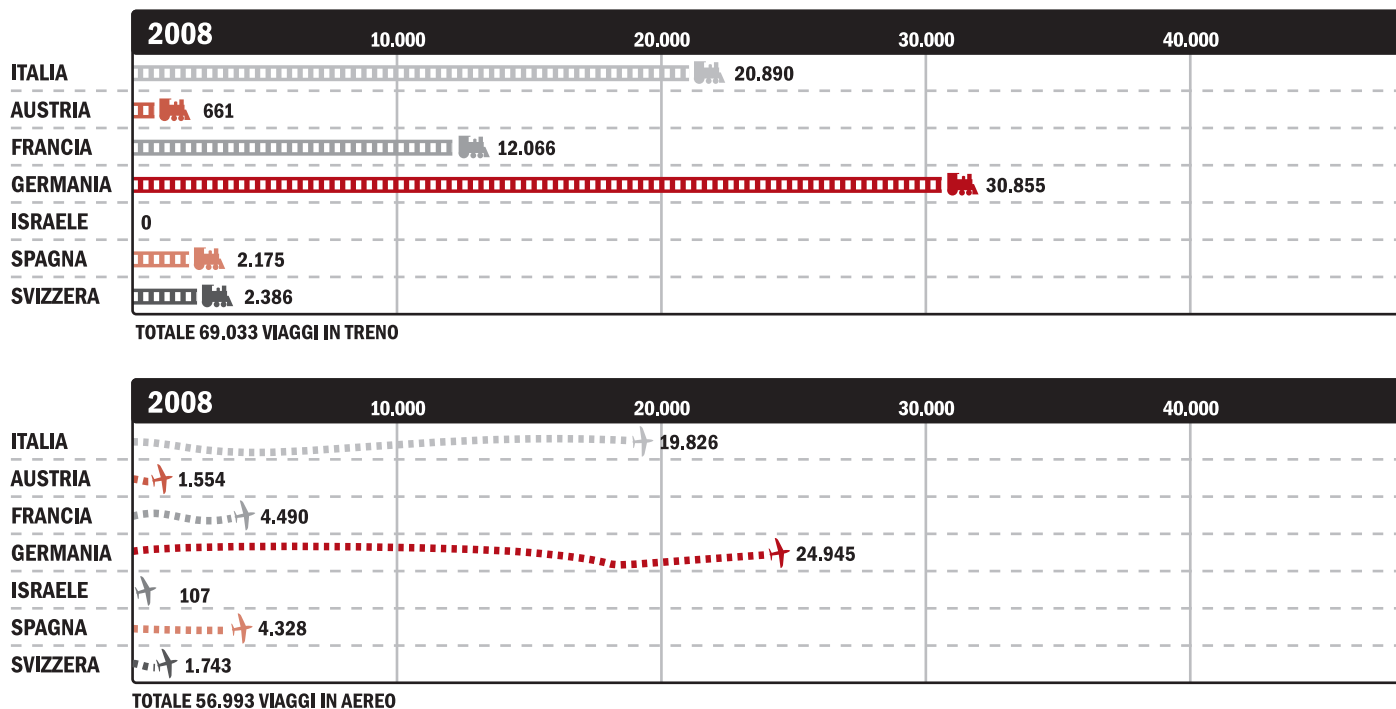 2008 10.000 20.000 30.000 40.000
ITALIA 20.890
AUSTRIA 661
FRANCIA 12.066
GERMANIA 30.855
ISRAELE 0
SPAGNA 2.175
SVIZZERA 2.386
TOTALE 69.033 VIAGGI IN TRENO
2008 10.000 20.000 30.000 40.000
ITALIA 19.826
AUSTRIA 1.554
FRANCIA 4.490
GERMANIA 24.945
ISRAELE 107
SPAGNA 4.328
SVIZZERA 1.743
TOTALE 56.993 VIAGGI IN AEREO